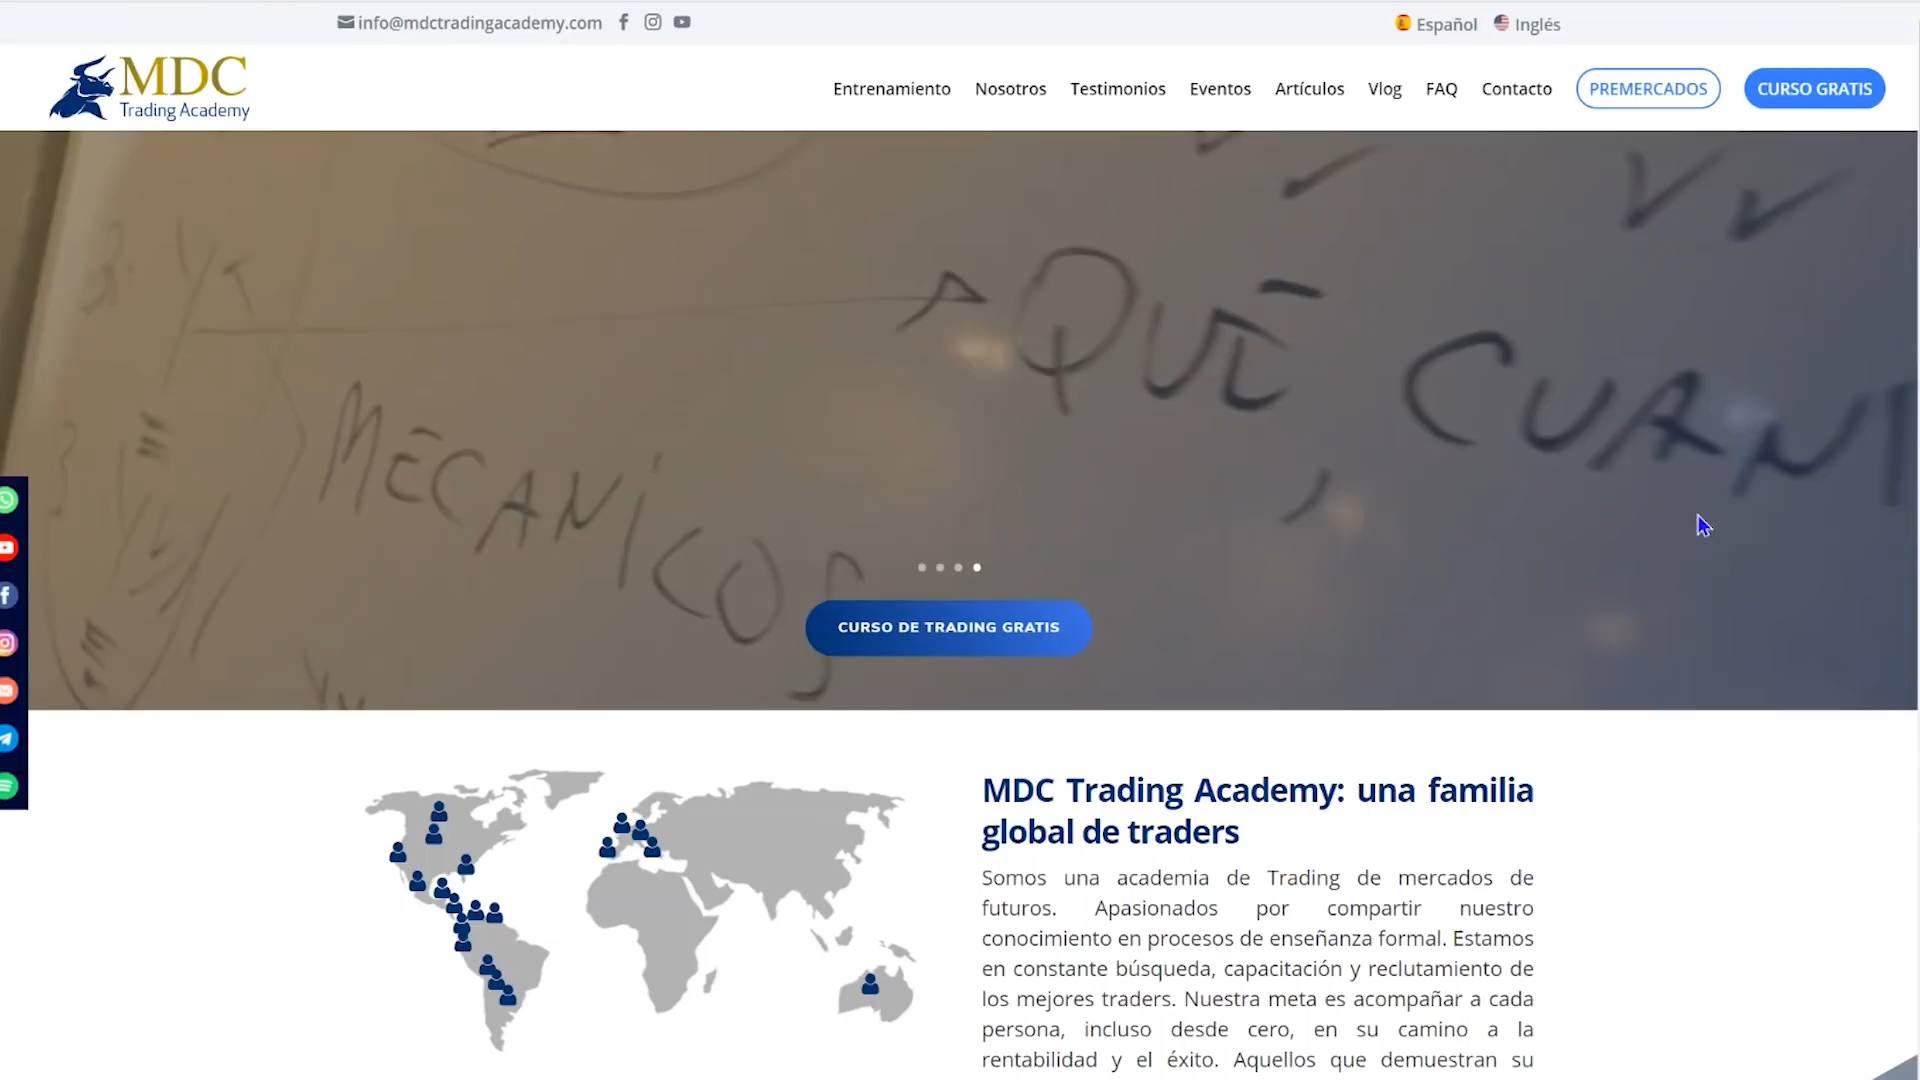 info@mdctradingacademy.com
Español
Inglés
MDC
Trading Academy
Entrenamiento
Nosotros
Testimonios
Eventos
Artículos
Vlog
FAQ
Contacto
PREMERCADOS
CURSO GRATIS
QUÉ CUAN
MECANICOS
CURSO DE TRADING GRATIS
MDC Trading Academy: una familia
global de traders
Somos una academia de Trading de mercados de
futuros. Apasionados por compartir nuestro
conocimiento en procesos de enseñanza formal. Estamos
en constante búsqueda, capacitación y reclutamiento de
los mejores traders. Nuestra meta es acompañar a cada
persona, incluso desde cero, en su camino a la
rentabilidad y el éxito. Aquellos que demuestran su